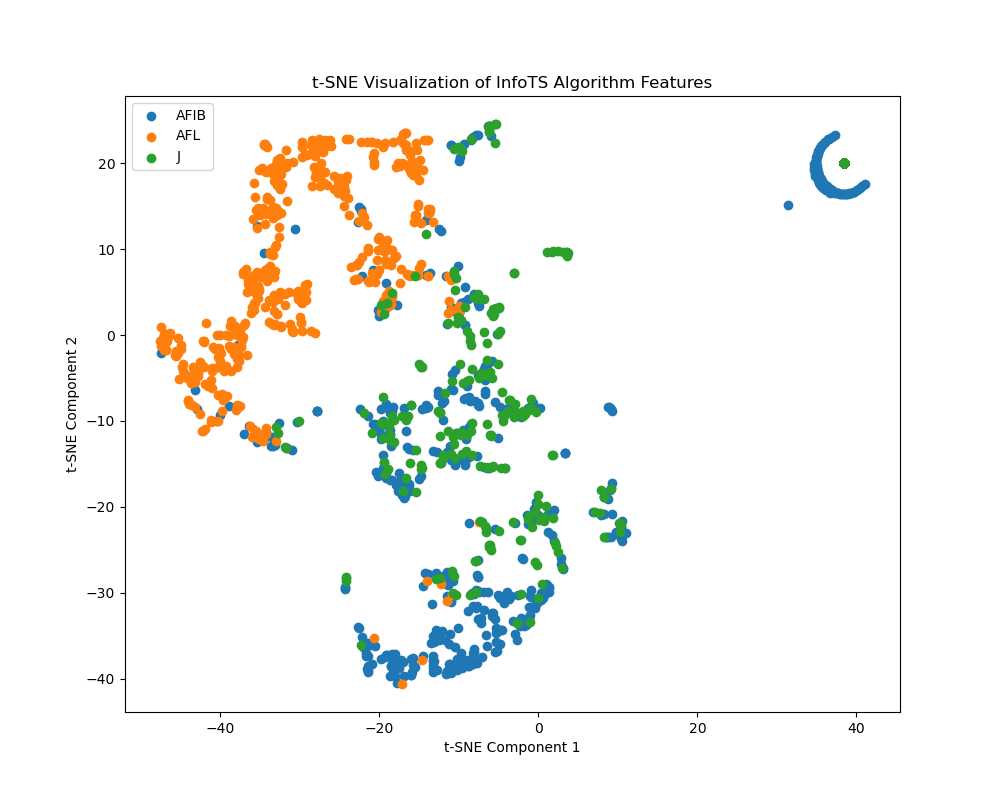 t-SNE Visualization of InfoTS Algorithm Features
AFIB
AFL
J
20
10
0
−10
−20
−30
−40
t-SNE Component 2
−40
−20
0
20
40
t-SNE Component 1